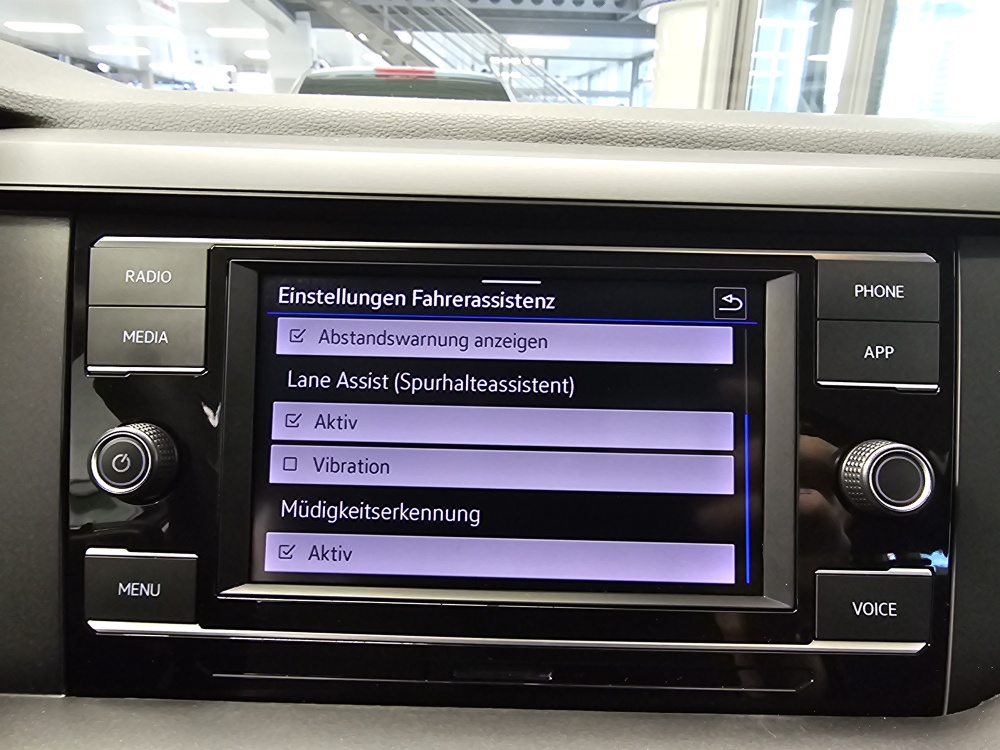 RADIO
MEDIA
MENU
Einstellungen Fahrerassistenz
Abstandswarnung anzeigen
Lane Assist (Spurhalteassistent)
Aktiv
Vibration
Müdigkeitserkennung
Aktiv
PHONE
APP
VOICE